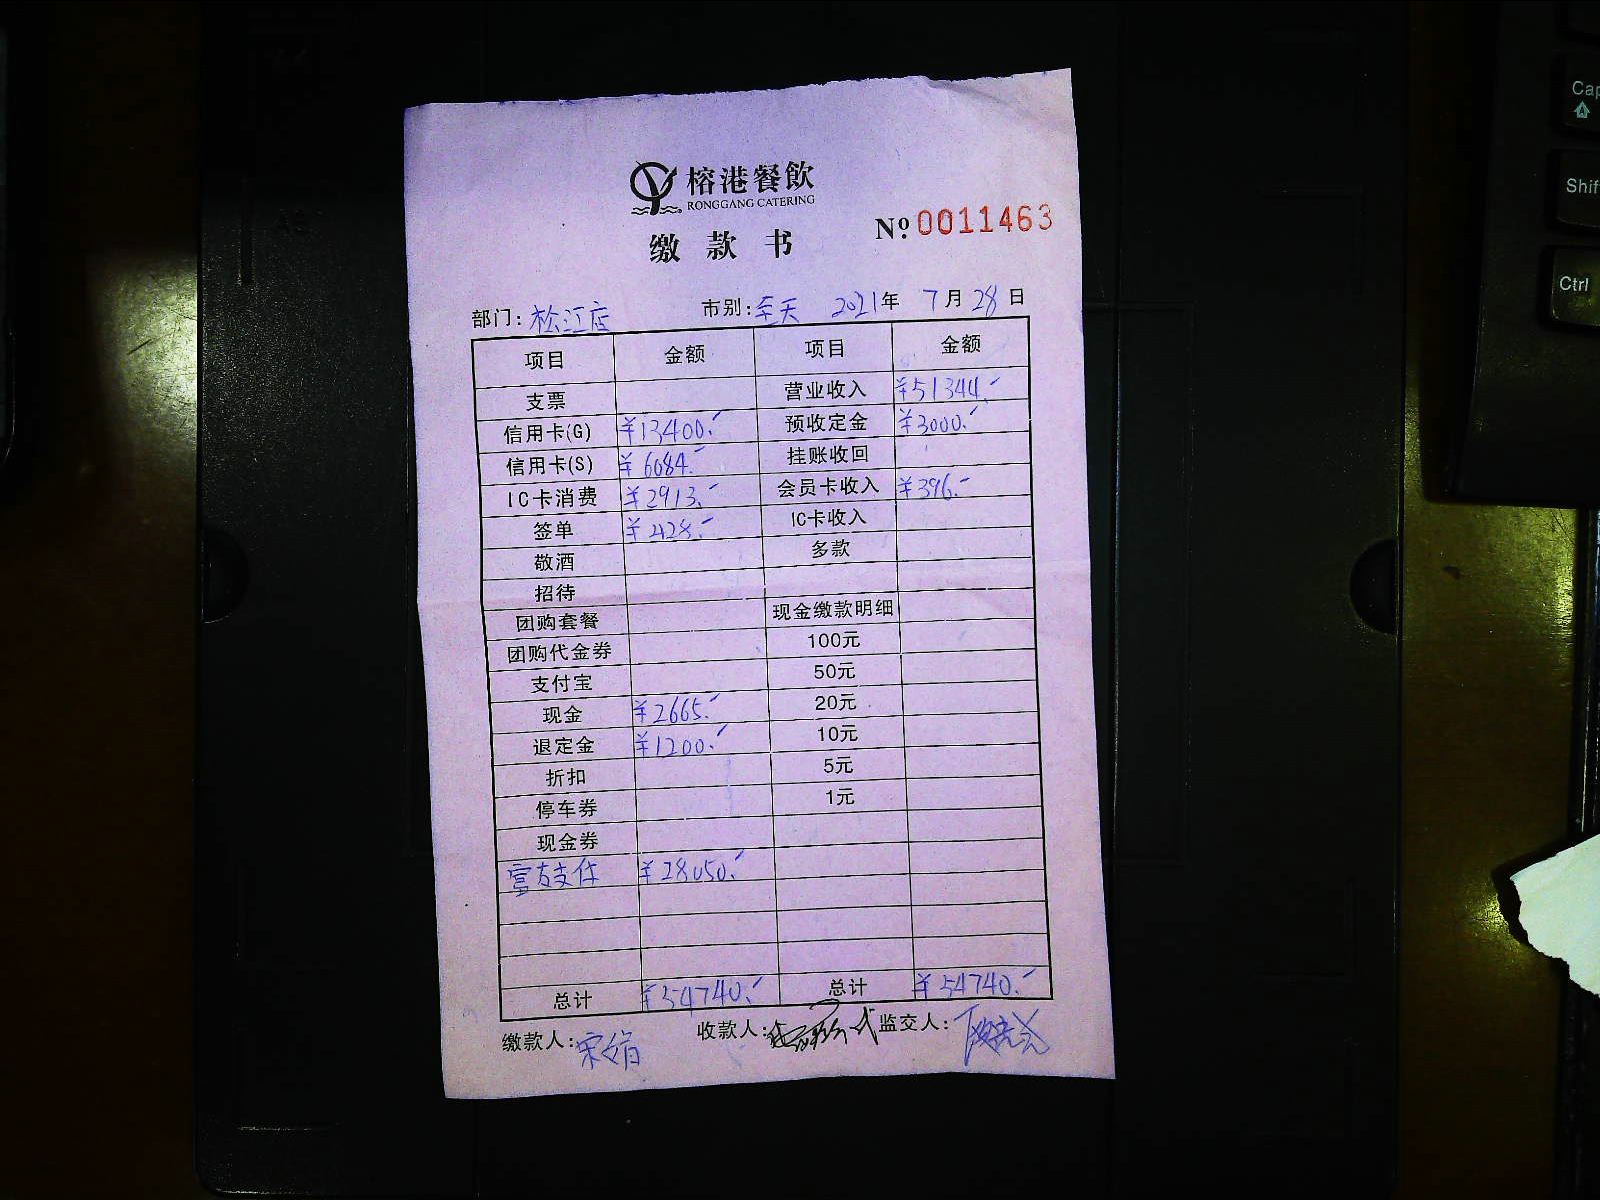 榕港餐飲
RONGGANG CATERING
缴款书
№ 0011463
部门: 松江店 市别: 全天 2021年 7月 28日
项目 金额 项目 金额
支票 营业收入 ¥51344.-
信用卡(G) ¥13400.- 预收定金 ¥3000.-
信用卡(S) ¥6084.- 挂账收回
IC卡消费 ¥2913.- 会员卡收入 ¥396.-
签单 ¥428.- IC卡收入
敬酒 多款
招待
团购套餐 现金缴款明细
团购代金券 100元
支付宝 50元
现金 ¥2665.- 20元
退定金 ¥1200.- 10元
折扣 5元
停车券 1元
现金券
富友支付 ¥28050.-
总计 ¥54740.- 总计 ¥54740.-
缴款人: 收款人: 监交人:
Cap
Shif
Ctrl